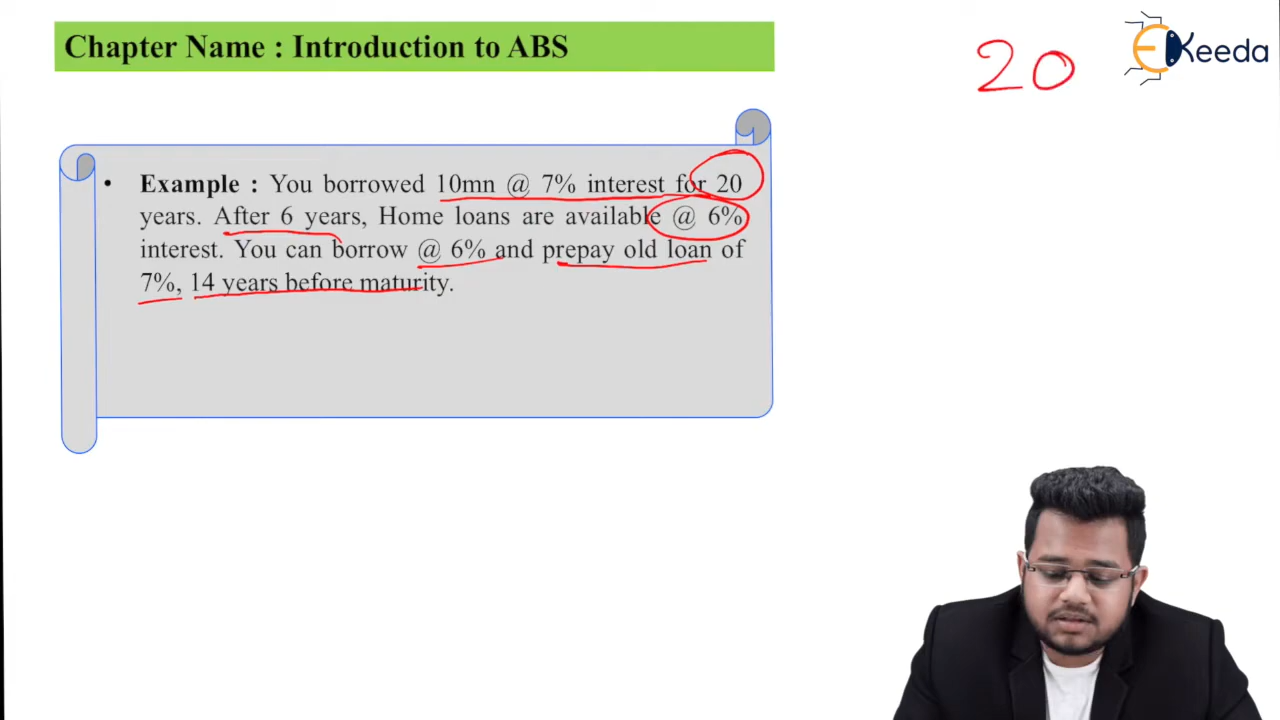 Chapter Name : Introduction to ABS
20
EKeeda
• Example : You borrowed 10mn @ 7% interest for 20
years. After 6 years, Home loans are available @ 6%
interest. You can borrow @ 6% and prepay old loan of
7%, 14 years before maturity.